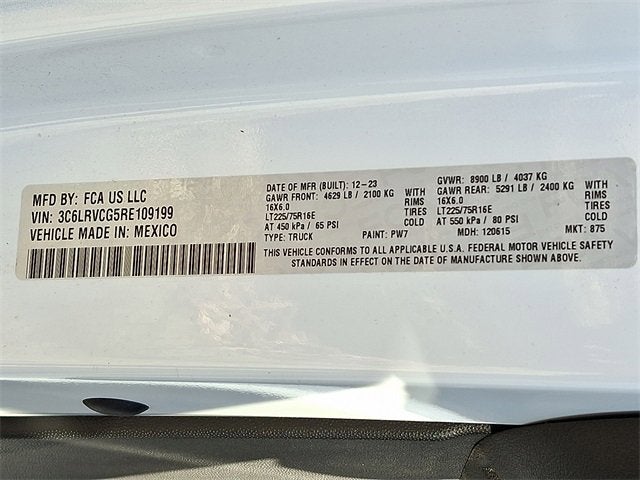 MFD BY: FCA US LLC
VIN: 3C6LRVCG5RE109199
VEHICLE MADE IN: MEXICO
DATE OF MFR (BUILT): 12-23
GAWR FRONT: 4629 LB / 2100 KG WITH
16X6.0 RIMS
LT225/75R16E TIRES
AT 450 kPa / 65 PSI COLD
TYPE: TRUCK PAINT: PW7
GVWR: 8900 LB / 4037 KG
GAWR REAR: 5291 LB / 2400 KG WITH
16X6.0 RIMS
LT225/75R16E TIRES
AT 550 kPa / 80 PSI COLD
MDH: 120615 MKT: 875
THIS VEHICLE CONFORMS TO ALL APPLICABLE U.S.A. FEDERAL MOTOR VEHICLE SAFETY
STANDARDS IN EFFECT ON THE DATE OF MANUFACTURE SHOWN ABOVE.